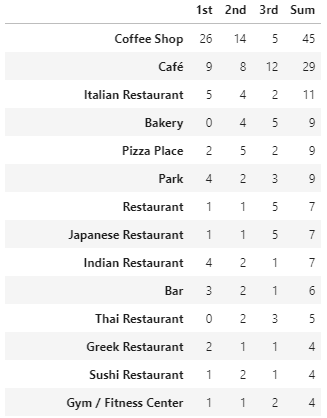 1st 2nd 3rd Sum
Coffee Shop 26 14 5 45
Café 9 8 12 29
Italian Restaurant 5 4 2 11
Bakery 0 4 5 9
Pizza Place 2 5 2 9
Park 4 2 3 9
Restaurant 1 1 5 7
Japanese Restaurant 1 1 5 7
Indian Restaurant 4 2 1 7
Bar 3 2 1 6
Thai Restaurant 0 2 3 5
Greek Restaurant 2 1 1 4
Sushi Restaurant 1 2 1 4
Gym / Fitness Center 1 1 2 4